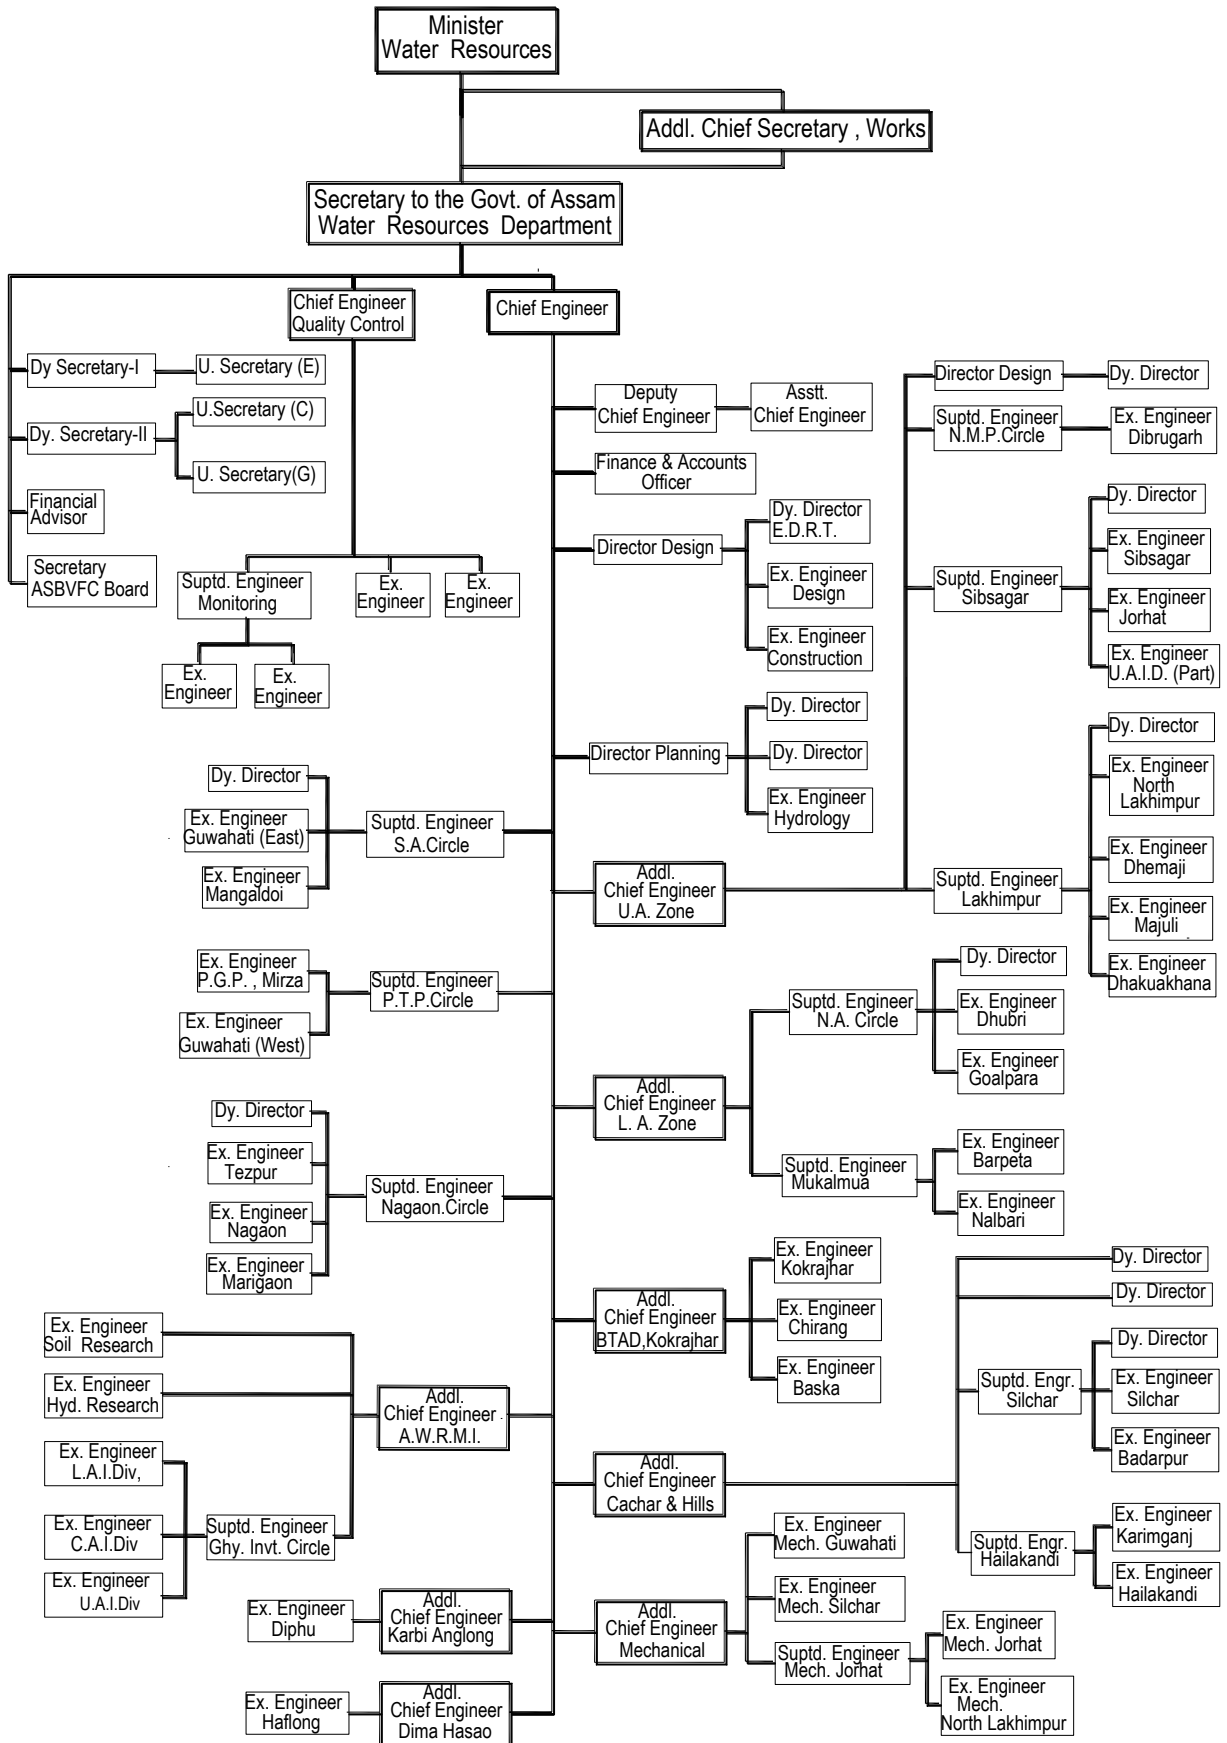 Minister
Water Resources
Addl. Chief Secretary , Works
Secretary to the Govt. of Assam
Water Resources Department
Chief Engineer
Quality Control
Chief Engineer
Dy Secretary-I
U. Secretary (E)
Dy. Secretary-II
U.Secretary (C)
U. Secretary(G)
Financial
Advisor
Secretary
ASBVFC Board
Suptd. Engineer
Monitoring
Ex.
Engineer
Ex.
Engineer
Ex.
Engineer
Ex.
Engineer
Deputy
Chief Engineer
Asstt.
Chief Engineer
Finance & Accounts
Officer
Director Design
Dy. Director
E.D.R.T.
Ex. Engineer
Design
Ex. Engineer
Construction
Director Planning
Dy. Director
Dy. Director
Ex. Engineer
Hydrology
Director Design
Dy. Director
Suptd. Engineer
N.M.P.Circle
Ex. Engineer
Dibrugarh
Suptd. Engineer
Sibsagar
Dy. Director
Ex. Engineer
Sibsagar
Ex. Engineer
Jorhat
Ex. Engineer
U.A.I.D. (Part)
Addl.
Chief Engineer
U.A. Zone
Suptd. Engineer
Lakhimpur
Dy. Director
Ex. Engineer
North
Lakhimpur
Ex. Engineer
Dhemaji
Ex. Engineer
Majuli
Ex. Engineer
Dhakuakhana
Dy. Director
Ex. Engineer
Guwahati (East)
Ex. Engineer
Mangaldoi
Suptd. Engineer
S.A.Circle
Ex. Engineer
P.G.P. , Mirza
Ex. Engineer
Guwahati (West)
Suptd. Engineer
P.T.P.Circle
Addl.
Chief Engineer
L. A. Zone
Suptd. Engineer
N.A. Circle
Dy. Director
Ex. Engineer
Dhubri
Ex. Engineer
Goalpara
Suptd. Engineer
Mukalmua
Ex. Engineer
Barpeta
Ex. Engineer
Nalbari
Dy. Director
Ex. Engineer
Tezpur
Ex. Engineer
Nagaon
Ex. Engineer
Marigaon
Suptd. Engineer
Nagaon.Circle
Addl.
Chief Engineer
BTAD,Kokrajhar
Ex. Engineer
Kokrajhar
Ex. Engineer
Chirang
Ex. Engineer
Baska
Ex. Engineer
Soil Research
Ex. Engineer
Hyd. Research
Addl.
Chief Engineer .
A.W.R.M.I.
Ex. Engineer
L.A.I.Div,
Ex. Engineer
C.A.I.Div
Ex. Engineer
U.A.I.Div
Suptd. Engineer
Ghy. Invt. Circle
Addl.
Chief Engineer
Cachar & Hills
Dy. Director
Dy. Director
Suptd. Engr.
Silchar
Dy. Director
Ex. Engineer
Silchar
Ex. Engineer
Badarpur
Suptd. Engr.
Hailakandi
Ex. Engineer
Karimganj
Ex. Engineer
Hailakandi
Ex. Engineer
Diphu
Addl.
Chief Engineer
Karbi Anglong
Addl.
Chief Engineer
Mechanical
Ex. Engineer
Mech. Guwahati
Ex. Engineer
Mech. Silchar
Suptd. Engineer
Mech. Jorhat
Ex. Engineer
Mech. Jorhat
Ex. Engineer
Mech.
North Lakhimpur
Ex. Engineer
Haflong
Addl.
Chief Engineer
Dima Hasao